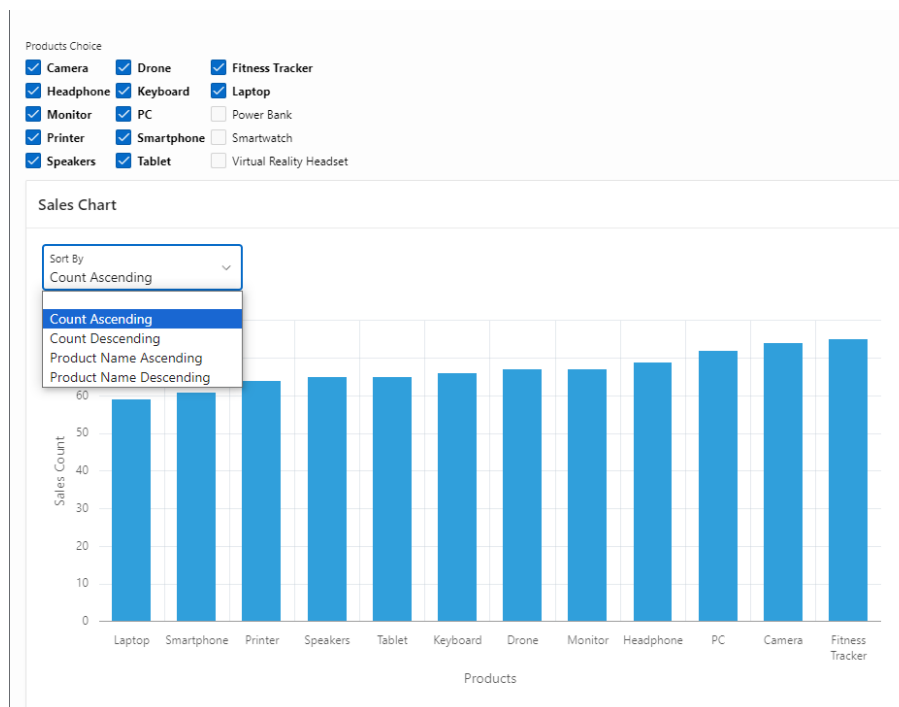 Products Choice
Camera Drone Fitness Tracker
Headphone Keyboard Laptop
Monitor PC Power Bank
Printer Smartphone Smartwatch
Speakers Tablet Virtual Reality Headset
Sales Chart
Sort By
Count Ascending
Count Ascending
Count Descending
Product Name Ascending
Product Name Descending
60
50
40
30
20
10
0
Sales Count
Laptop Smartphone Printer Speakers Tablet Keyboard Drone Monitor Headphone PC Camera Fitness
Tracker
Products